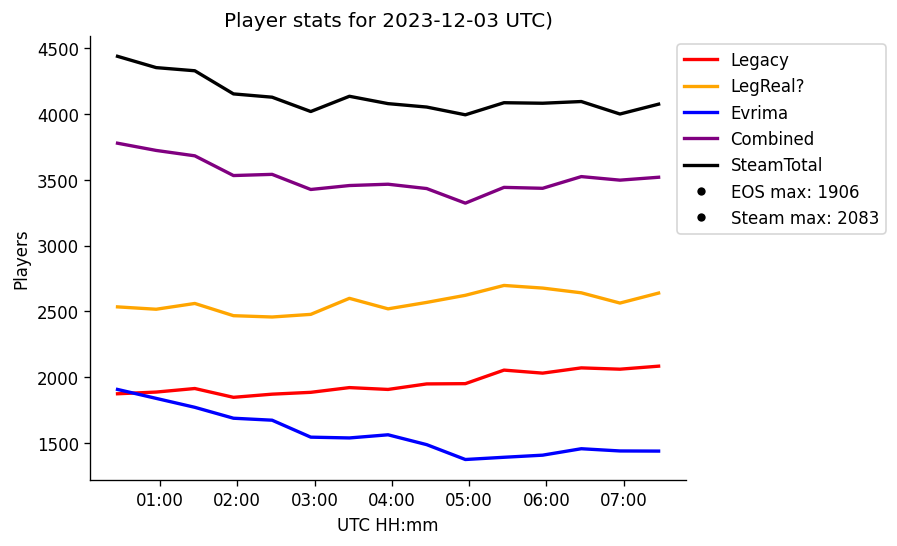 Player stats for 2023-12-03 UTC)
4500
4000
3500
3000
2500
2000
1500
Players
01:00 02:00 03:00 04:00 05:00 06:00 07:00
UTC HH:mm
Legacy
LegReal?
Evrima
Combined
SteamTotal
EOS max: 1906
Steam max: 2083